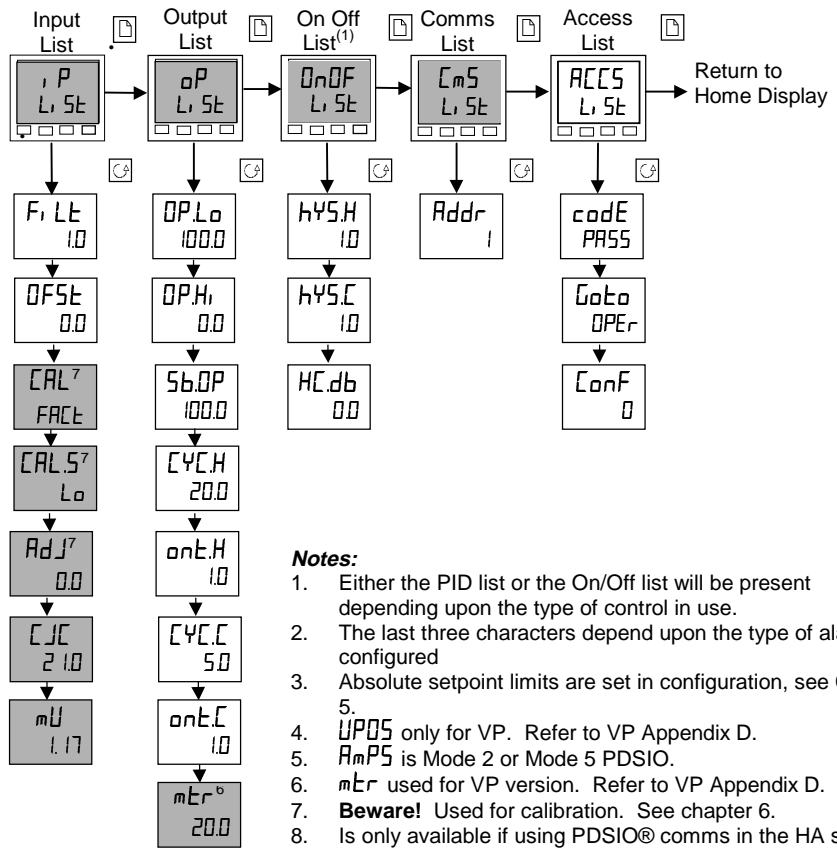 Input List
Output List
On Off List(1)
Comms List
Access List
iP LiSt
oP LiSt
OnOF LiSt
CmS LiSt
ACCS LiSt
Return to
Home Display
FiLt
1.0
OFSt
0.0
CAL7
FACt
CAL.S7
Lo
AdJ7
0.0
CJC
21.0
mV
1.17
OP.Lo
100.0
OP.Hi
0.0
Sb.OP
100.0
CYC.H
20.0
ont.H
1.0
CYC.C
5.0
ont.C
1.0
mtr6
20.0
hYS.H
1.0
hYS.C
1.0
HC.db
0.0
Addr
1
codE
PASS
Goto
OPEr
ConF
0
Notes:
1. Either the PID list or the On/Off list will be present
depending upon the type of control in use.
2. The last three characters depend upon the type of al
configured
3. Absolute setpoint limits are set in configuration, see
5.
4. VPOS only for VP. Refer to VP Appendix D.
5. AmPS is Mode 2 or Mode 5 PDSIO.
6. mtr used for VP version. Refer to VP Appendix D.
7. Beware! Used for calibration. See chapter 6.
8. Is only available if using PDSIO® comms in the HA s